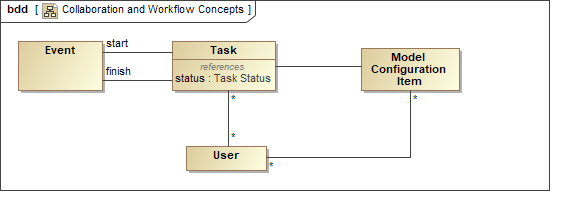 bdd [ Collaboration and Workflow Concepts ]
Event
start
finish
Task
references
status : Task Status
Model
Configuration
Item
*
*
*
User
*